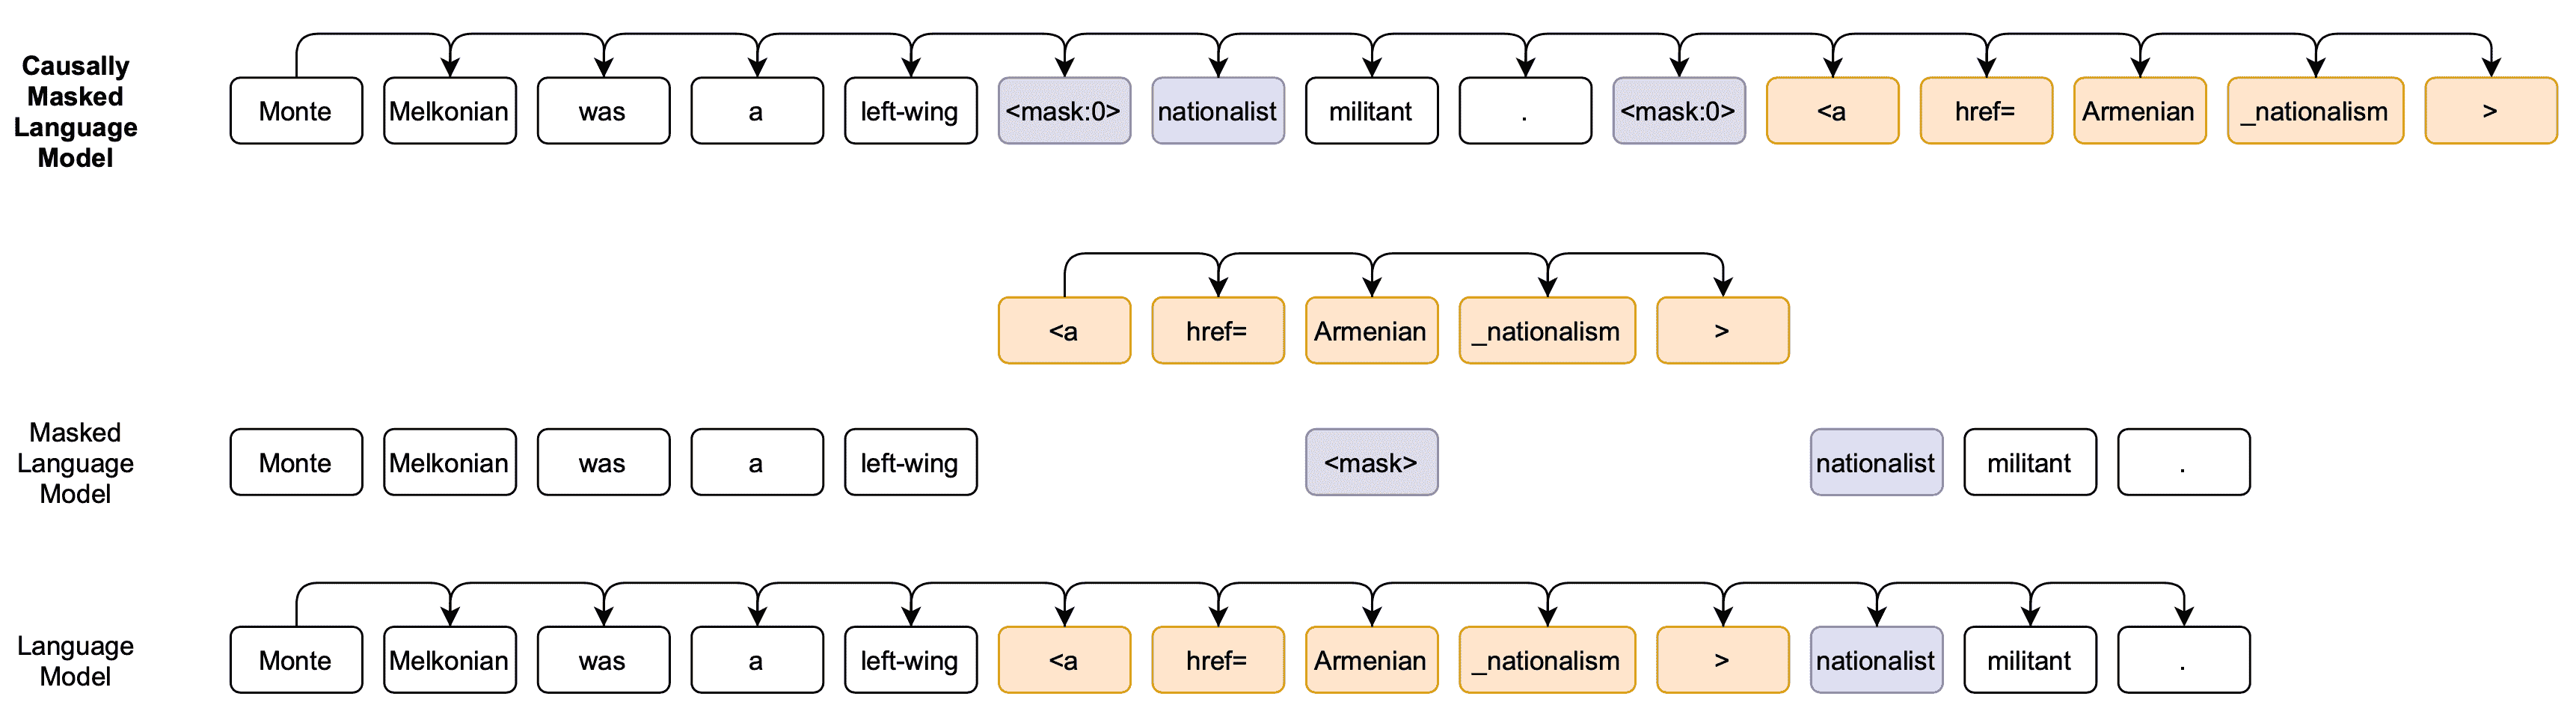 Causally
Masked
Language
Model
Monte Melkonian was a left-wing <mask:0> nationalist militant . <mask:0> <a href= Armenian _nationalism >
<a href= Armenian _nationalism >
Masked
Language
Model
Monte Melkonian was a left-wing <mask> nationalist militant .
Language
Model
Monte Melkonian was a left-wing <a href= Armenian _nationalism > nationalist militant .